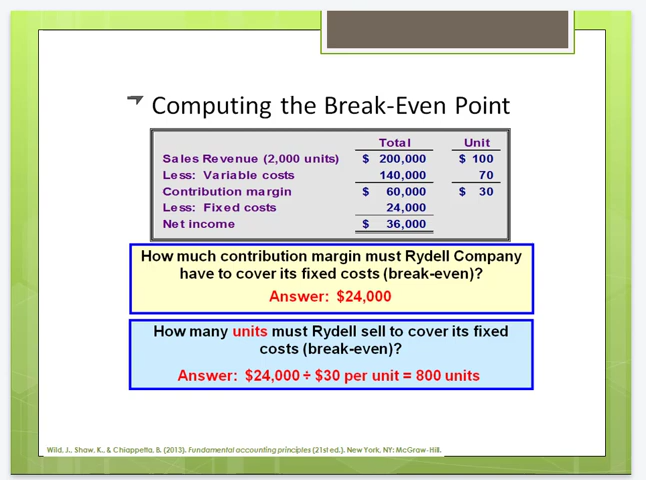 Computing the Break-Even Point
Total Unit
Sales Revenue (2,000 units) $ 200,000 $ 100
Less: Variable costs 140,000 70
Contribution margin $ 60,000 $ 30
Less: Fixed costs 24,000
Net income $ 36,000
How much contribution margin must Rydell Company
have to cover its fixed costs (break-even)?
Answer: $24,000
How many units must Rydell sell to cover its fixed
costs (break-even)?
Answer: $24,000 ÷ $30 per unit = 800 units
Wild, J., Shaw, K., & Chiappetta, B. (2013). Fundamental accounting principles (21st ed.). New York, NY: McGraw-Hill.